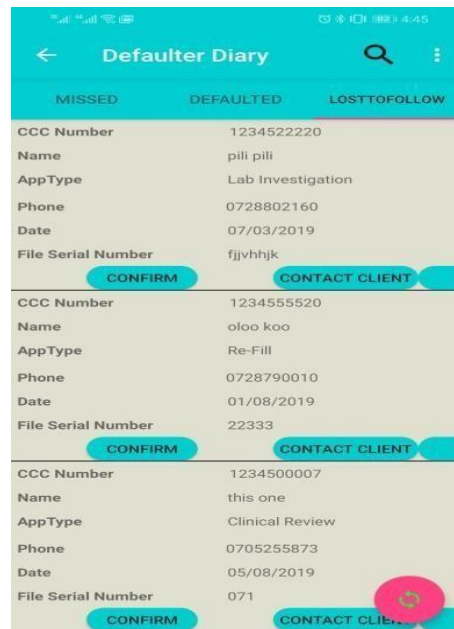 4:45
Defaulter Diary
MISSED DEFAULTED LOSTTOFOLLOW
CCC Number 1234522220
Name pili pili
AppType Lab Investigation
Phone 0728802160
Date 07/03/2019
File Serial Number fjjvhhjk
CONFIRM CONTACT CLIENT
CCC Number 1234555520
Name oloo koo
AppType Re-Fill
Phone 0728790010
Date 01/08/2019
File Serial Number 22333
CONFIRM CONTACT CLIENT
CCC Number 1234500007
Name this one
AppType Clinical Review
Phone 0705255873
Date 05/08/2019
File Serial Number 071
CONFIRM CONTACT CLIE